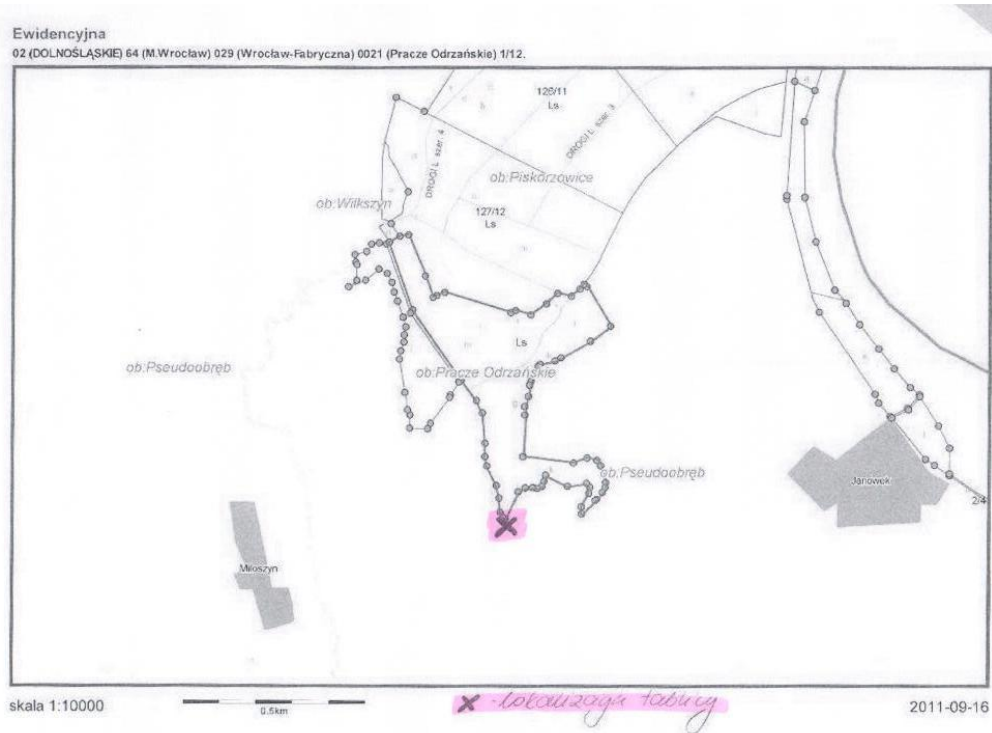 Ewidencyjna
02 (DOLNOŚLĄSKIE) 64 (M.Wrocław) 029 (Wrocław-Fabryczna) 0021 (Pracze Odrzańskie) 1/12.
126/11
Ls
DROGI L szer. 4
DROGI L szer. 3
ob:Piskorzowice
ob:Wilkszyn
127/12
Ls
Ls
ob:Pseudoobręb
ob:Pracze Odrzańskie
ob:Pseudoobręb
Janówek
2/4
Miłoszyn
skala 1:10000
0.5km
X - lokalizacja tablicy
2011-09-16